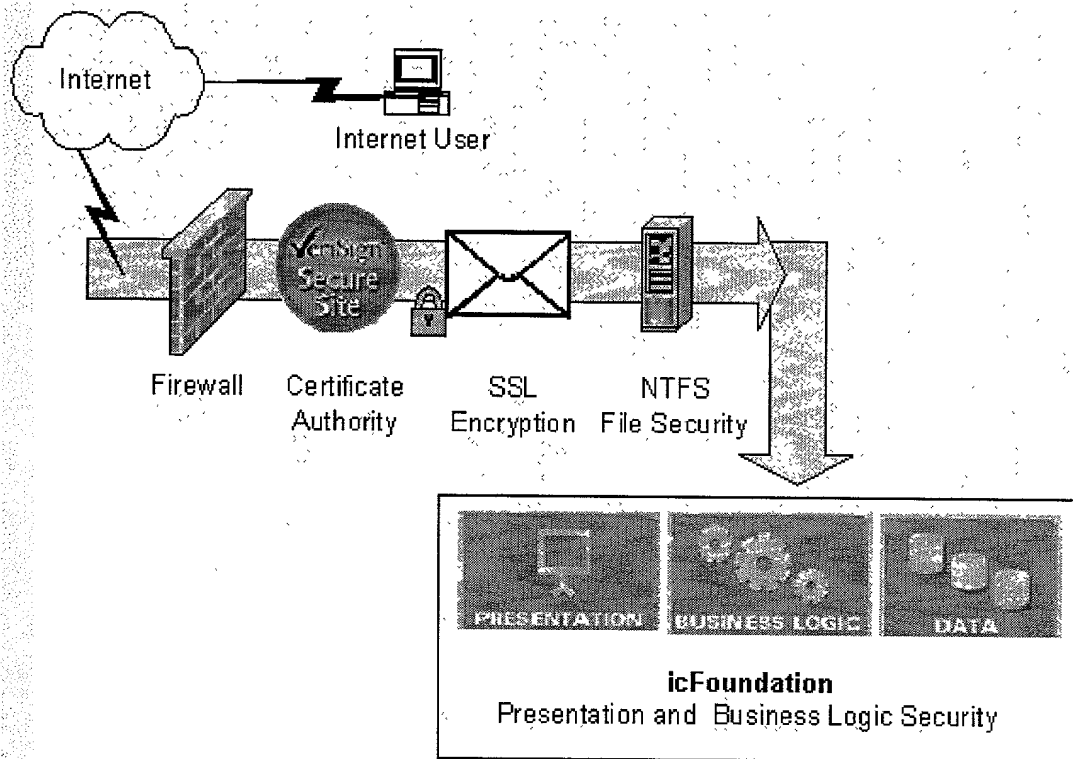 Internet
Internet User
VeriSign
Secure
Site
Firewall
Certificate
Authority
SSL
Encryption
NTFS
File Security
PRESENTATION
BUSINESS LOGIC
DATA
icFoundation
Presentation and Business Logic Security